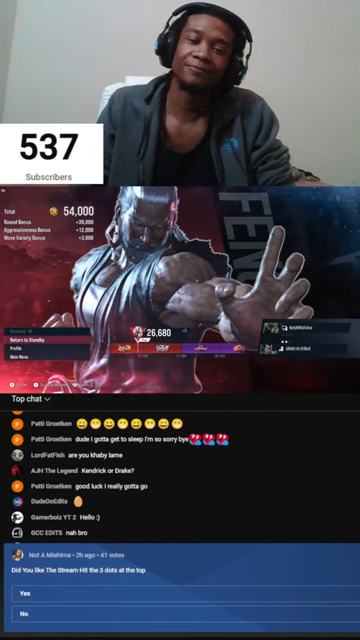 537
Subscribers
FENG
Total 54,000
Round Bonus +39,000
Aggressiveness Bonus +12,000
Move Variety Bonus +3,000
26,680
NotAMishima
Return to Standby
Profile
Main Menu
Top chat
Patti Groetken 😄😄😄😄😄😄😄😄
Patti Groetken dude I gotta get to sleep I'm so sorry bye
LordFatFish are you khaby lame
AJH The Legend Kendrick or Drake?
Patti Groetken good luck I really gotta go
DudeDoEdits 🥚
Gamerboiz YT 2 Hello :)
GCC EDITS nah bro
Not A Mishima • 2h ago • 41 votes
Did You like The Stream Hit the 3 dots at the top
Yes
No